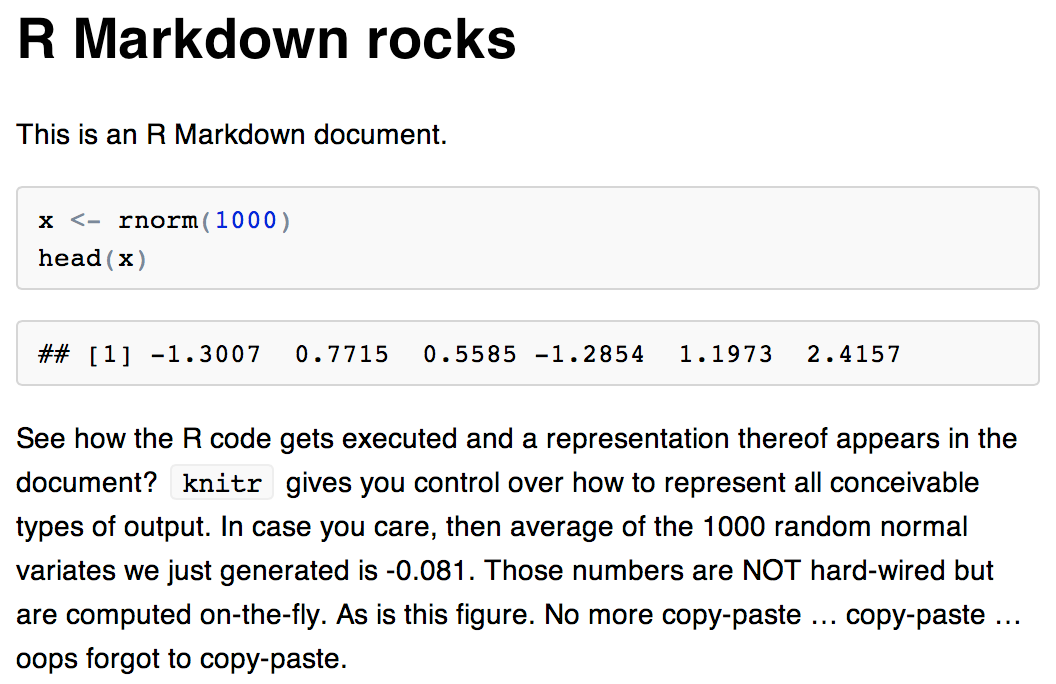 R Markdown rocks
This is an R Markdown document.
x <- rnorm(1000)
head(x)
## [1] -1.3007  0.7715  0.5585 -1.2854  1.1973  2.4157
See how the R code gets executed and a representation thereof appears in the
document? knitr gives you control over how to represent all conceivable
types of output. In case you care, then average of the 1000 random normal
variates we just generated is -0.081. Those numbers are NOT hard-wired but
are computed on-the-fly. As is this figure. No more copy-paste … copy-paste …
oops forgot to copy-paste.